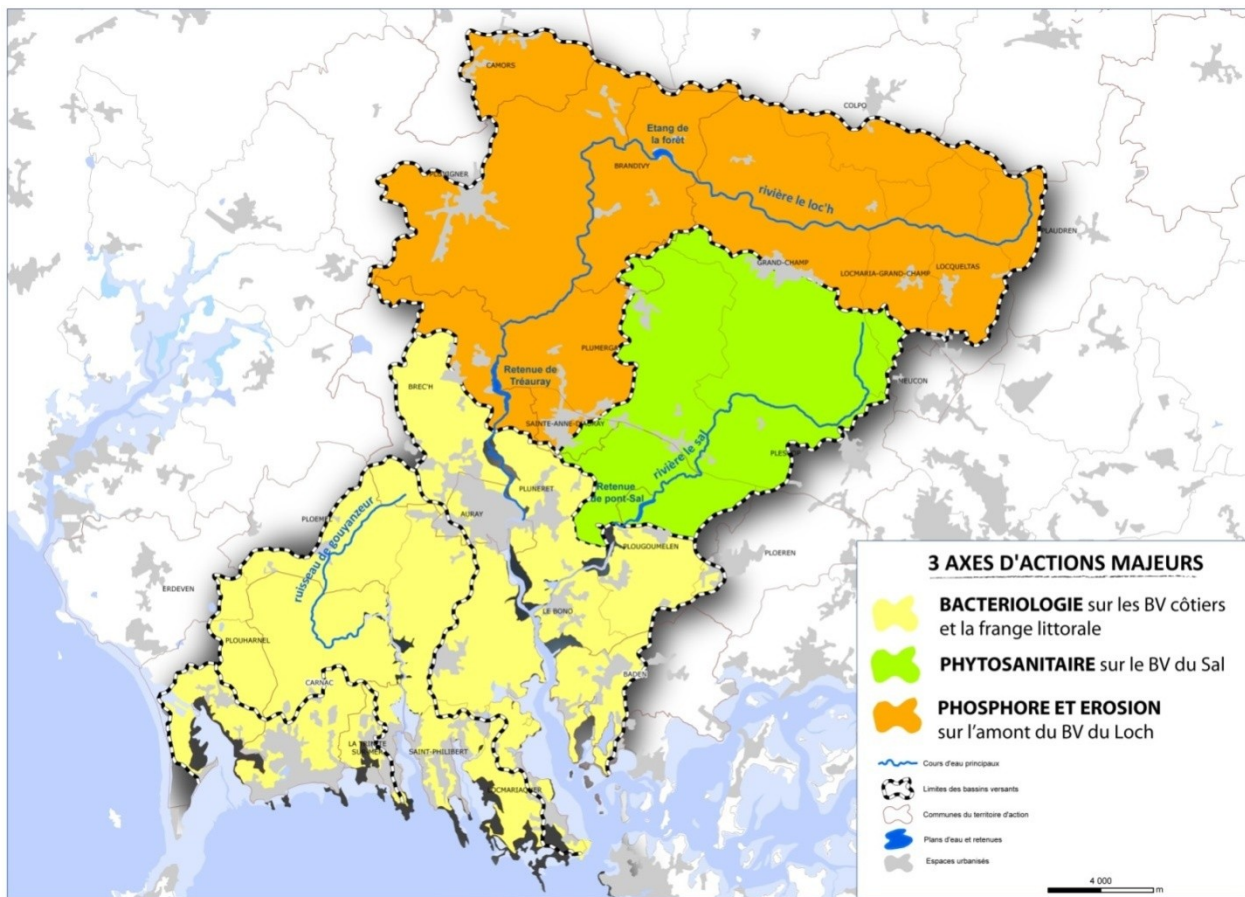 CAMORS
COLPO
Etang de
la forêt
BRANDIVY
rivière le loc'h
PLAUDREN
GRAND-CHAMP
LOCMARIA-GRAND-CHAMP
LOCQUELTAS
PLUMERGAT
Retenue de
Tréauray
BREC'H
MEUCON
SAINTE-ANNE-D'AURAY
rivière le sal
Retenue
de pont-Sal
PLUNERET
AURAY
ruisseau de gouyanzeur
PLOUGOUMELEN
PLOEREN
ERDEVEN
LE BONO
PLOUHARNEL
CARNAC
BADEN
LA TRINITE
SUR-MER
SAINT-PHILIBERT
3 AXES D'ACTIONS MAJEURS
BACTERIOLOGIE sur les BV côtiers
et la frange littorale
PHYTOSANITAIRE sur le BV du Sal
PHOSPHORE ET EROSION
sur l'amont du BV du Loch
Cours d'eau principaux
Limites des bassins versants
Communes du territoire d'action
Plans d'eau et retenues
Espaces urbanisés
4 000
m